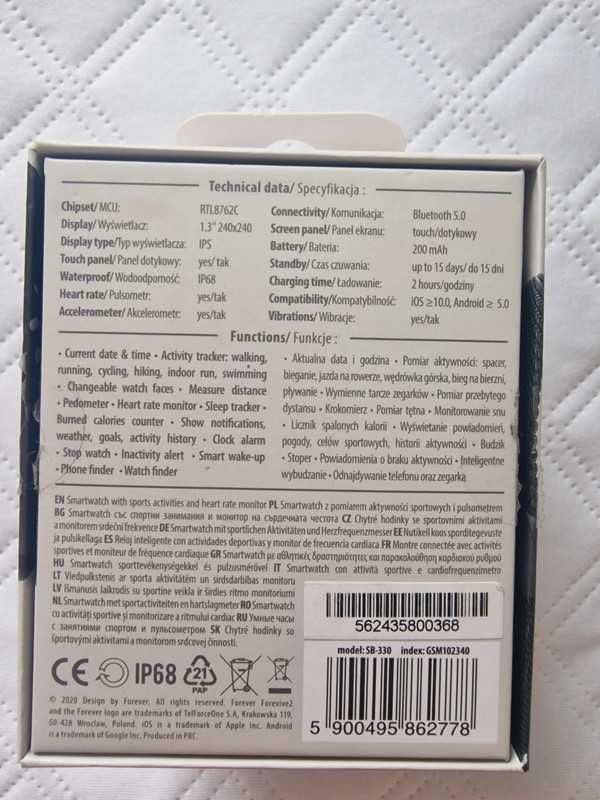 Technical data/ Specyfikacja :
Chipset/ MCU: RTL8762C
Display/ Wyświetlacz: 1.3" 240x240
Display type/Typ wyświetlacza: IPS
Touch panel/ Panel dotykowy: yes/ tak
Waterproof/ Wodoodporność: IP68
Heart rate/ Pulsometr: yes/tak
Accelerometer/ Akcelerometr: yes/tak
Connectivity/ Komunikacja: Bluetooth 5.0
Screen panel/ Panel ekranu: touch/dotykowy
Battery/ Bateria: 200 mAh
Standby/ Czas czuwania: up to 15 days/ do 15 dni
Charging time/ Ładowanie: 2 hours/godziny
Compatibility/Kompatybilność: iOS ≥10.0, Android ≥ 5.0
Vibrations/ Wibracje: yes/tak
Functions/ Funkcje :
• Current date & time • Activity tracker: walking,
running, cycling, hiking, indoor run, swimming
• Changeable watch faces • Measure distance
• Pedometer • Heart rate monitor • Sleep tracker •
Burned calories counter • Show notifications,
weather, goals, activity history • Clock alarm
• Stop watch • Inactivity alert • Smart wake-up
• Phone finder • Watch finder
• Aktualna data i godzina • Pomiar aktywności: spacer,
bieganie, jazda na rowerze, wędrówka górska, bieg na bierzni,
pływanie • Wymienne tarcze zegarków • Pomiar przebytego
dystansu • Krokomierz • Pomiar tętna • Monitorowanie snu
• Licznik spalonych kalorii • Wyświetanie powiadomień,
pogody, celów sportowych, historii aktywności • Budzik
• Stoper • Powiadomienia o braku aktywności • Inteligentne
wybudzanie • Odnajdywanie telefonu oraz zegarką
EN Smartwatch with sports activities and heart rate monitor PL Smartwatch z pomiarem aktywności sportowych i pulsometrem
BG Smartwatch със спортни занимания и монитор на сърдечната честота CZ Chytré hodinky se sportovními aktivitami
a monitorem srdeční frekvence DE Smartwatch mit sportlichen Aktivitäten und Herzfrequenzmesser EE Nutikell koos sporditegevuste
ja pulsikellaga ES Reloj inteligente con actividades deportivas y monitor de frecuencia cardíaca FR Montre connectée avec activités
sportives et moniteur de fréquence cardiaque GR Smartwatch με αθλητικές δραστηριότητες και παρακολούθηση καρδιακού ρυθμού
HU Smartwatch sporttevékenységekkel és pulzusmérővel IT Smartwatch con attività sportive e cardiofrequenzimetro
LT Viedpulkstenis ar sporta aktivitātēm un sirdsdarbības monitoru
LV Išmanusis laikrodis su sportine veikla ir širdies ritmo monitoriumi
NL Smartwatch met sportactiviteiten en hartslagmeter RO Smartwatch
cu activități sportive și monitorizare a ritmului cardiac RU Умные часы
с занятиями спортом и пульсометром SK Chytré hodinky so
športovými aktivitami a monitorom srdcovej činnosti.
562435800368
model: SB-330 index: GSM102340
5 900495 862778
CE IP68 21
PAP
© 2020 Design by Forever. All rights reserved. Forever Forevive2
and the Forever logo are trademarks of TelForceOne S.A, Krakowska 119,
50-428 Wroclaw, Poland. iOS is a trademark of Apple Inc. Android
is a trademark of Google Inc. Produced in PRC.